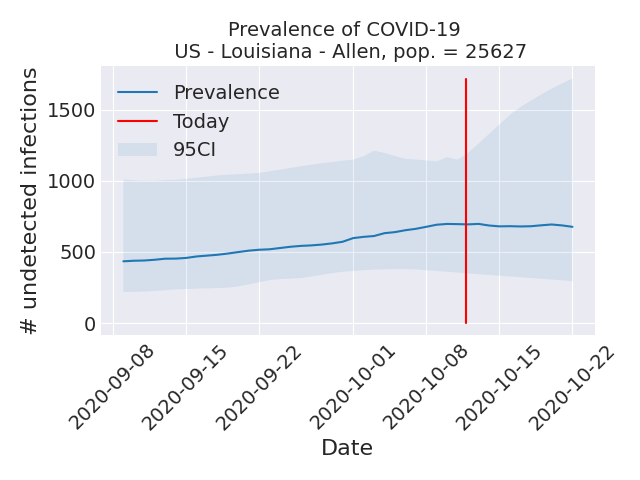 Prevalence of COVID-19
US - Louisiana - Allen, pop. = 25627
# undetected infections
1500
1000
500
0
Prevalence
Today
95CI
2020-09-08
2020-09-15
2020-09-22
2020-10-01
2020-10-08
2020-10-15
2020-10-22
Date